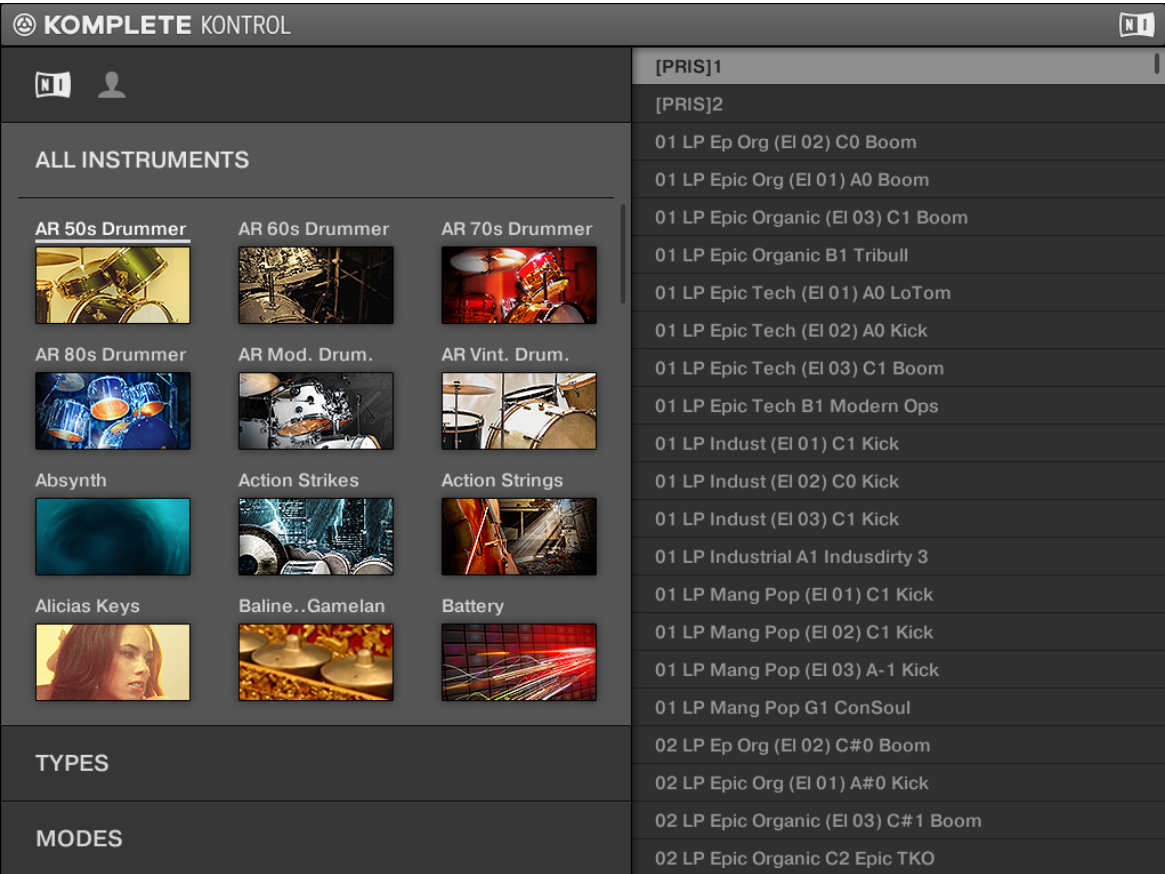 KOMPLETE KONTROL
NI
NI
ALL INSTRUMENTS
AR 50s Drummer
AR 60s Drummer
AR 70s Drummer
AR 80s Drummer
AR Mod. Drum.
AR Vint. Drum.
Absynth
Action Strikes
Action Strings
Alicias Keys
Baline..Gamelan
Battery
TYPES
MODES
[PRIS]1
[PRIS]2
01 LP Ep Org (El 02) C0 Boom
01 LP Epic Org (El 01) A0 Boom
01 LP Epic Organic (El 03) C1 Boom
01 LP Epic Organic B1 Tribull
01 LP Epic Tech (El 01) A0 LoTom
01 LP Epic Tech (El 02) A0 Kick
01 LP Epic Tech (El 03) C1 Boom
01 LP Epic Tech B1 Modern Ops
01 LP Indust (El 01) C1 Kick
01 LP Indust (El 02) C0 Kick
01 LP Indust (El 03) C1 Kick
01 LP Industrial A1 Indusdirty 3
01 LP Mang Pop (El 01) C1 Kick
01 LP Mang Pop (El 02) C1 Kick
01 LP Mang Pop (El 03) A-1 Kick
01 LP Mang Pop G1 ConSoul
02 LP Ep Org (El 02) C#0 Boom
02 LP Epic Org (El 01) A#0 Kick
02 LP Epic Organic (El 03) C#1 Boom
02 LP Epic Organic C2 Epic TKO